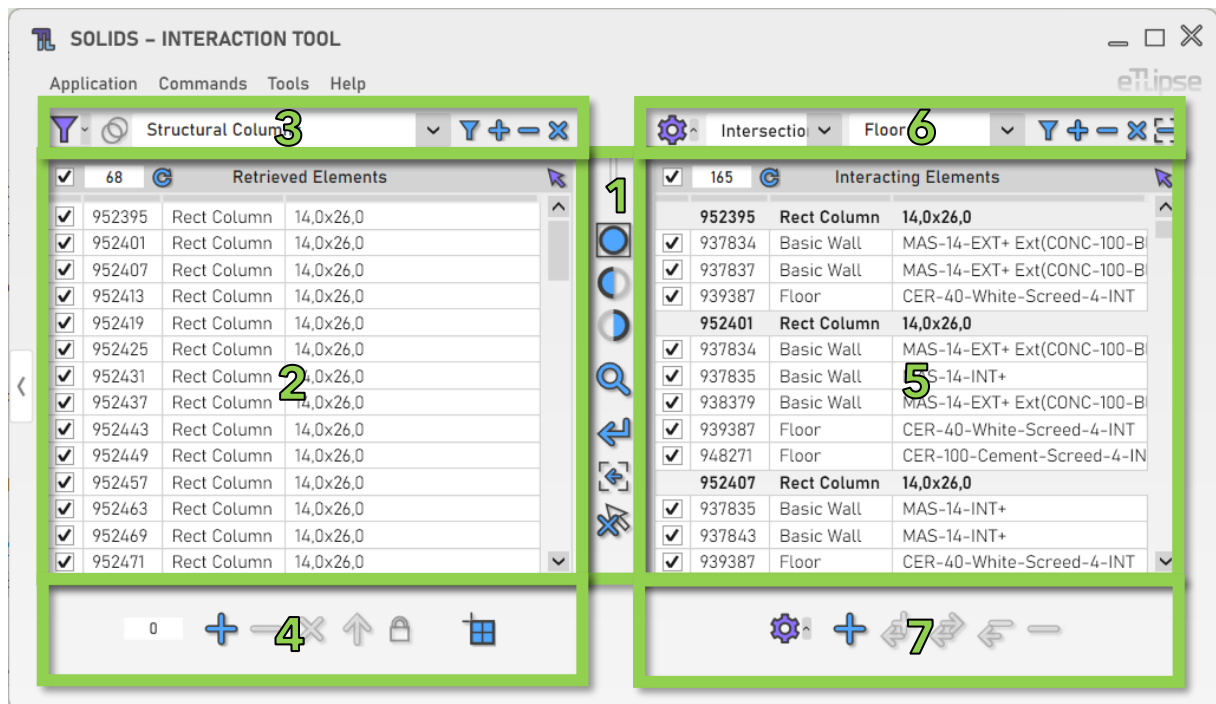 SOLIDS – INTERACTION TOOL
Application Commands Tools Help
eTLipse
3
Structural Colum
6
Intersectio
Floor
68 Retrieved Elements
1
165 Interacting Elements
952395 Rect Column 14,0x26,0
952401 Rect Column 14,0x26,0
952407 Rect Column 14,0x26,0
952413 Rect Column 14,0x26,0
952419 Rect Column 14,0x26,0
952425 Rect Column 14,0x26,0
952431 Rect Column 14,0x26,0
952437 Rect Column 14,0x26,0
952443 Rect Column 14,0x26,0
952449 Rect Column 14,0x26,0
952457 Rect Column 14,0x26,0
952463 Rect Column 14,0x26,0
952469 Rect Column 14,0x26,0
952471 Rect Column 14,0x26,0
2
952395 Rect Column 14,0x26,0
937834 Basic Wall MAS-14-EXT+ Ext(CONC-100-B
937837 Basic Wall MAS-14-EXT+ Ext(CONC-100-B
939387 Floor CER-40-White-Screed-4-INT
952401 Rect Column 14,0x26,0
937834 Basic Wall MAS-14-EXT+ Ext(CONC-100-B
937835 Basic Wall MAS-14-INT+
938379 Basic Wall MAS-14-EXT+ Ext(CONC-100-B
939387 Floor CER-40-White-Screed-4-INT
948271 Floor CER-100-Cement-Screed-4-IN
952407 Rect Column 14,0x26,0
937835 Basic Wall MAS-14-INT+
937843 Basic Wall MAS-14-INT+
939387 Floor CER-40-White-Screed-4-INT
5
0
4
7